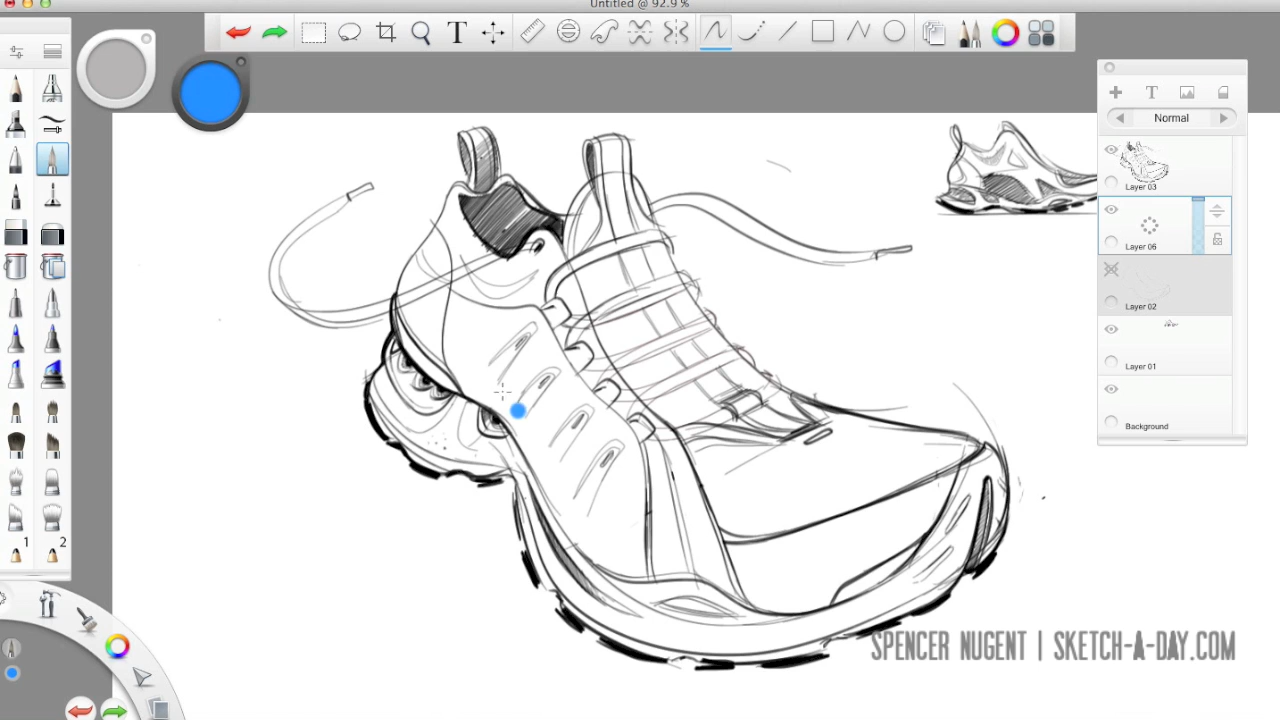 Untitled @ 92.9 %
T
T
Normal
Layer 03
Layer 06
Layer 02
Layer 01
Background
1 2
SPENCER NUGENT | SKETCH-A-DAY.COM